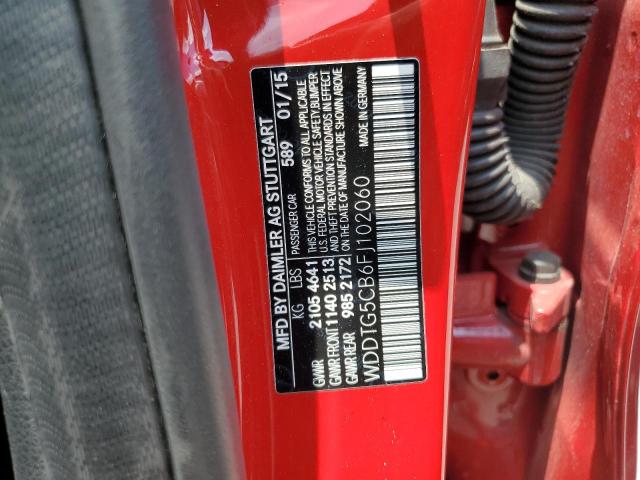 MFD BY DAIMLER AG STUTTGART
PASSENGER CAR 589 01/15
KG LBS
THIS VEHICLE CONFORMS TO ALL APPLICABLE
GVWR 2105 4641 U.S. FEDERAL MOTOR VEHICLE SAFETY, BUMPER
GAWR FRONT 1140 2513 AND THEFT PREVENTION STANDARDS IN EFFECT
GAWR REAR 985 2172 ON THE DATE OF MANUFACTURE SHOWN ABOVE
WDDTG5CB6FJ102060 MADE IN GERMANY